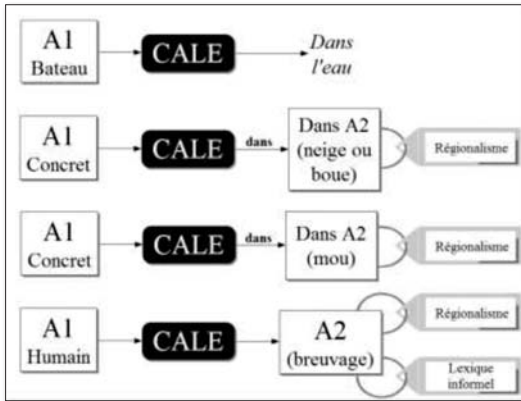 A1
Bateau
CALE
Dans
l'eau
A1
Concret
CALE
dans
Dans A2
(neige ou
boue)
Régionalisme
A1
Concret
CALE
dans
Dans A2
(mou)
Régionalisme
A1
Humain
CALE
A2
(breuvage)
Régionalisme
Lexique
informel